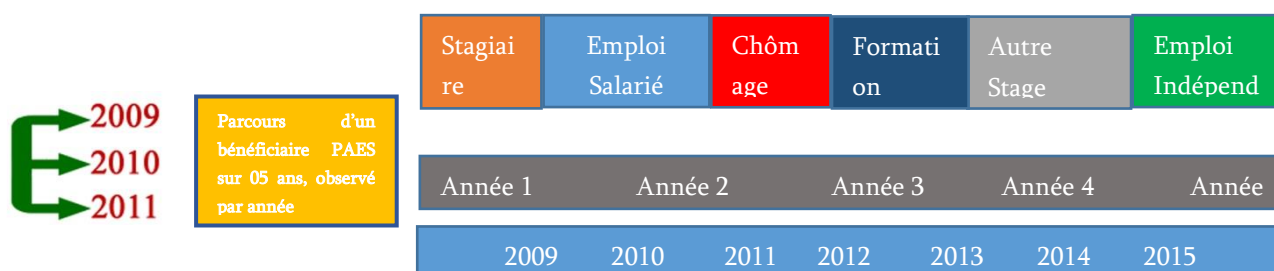 2009
2010
2011
Parcours d'un
bénéficiaire PAES
sur 05 ans, observé
par année
Stagiai
re
Emploi
Salarié
Chôm
age
Formati
on
Autre
Stage
Emploi
Indépend
Année 1 Année 2 Année 3 Année 4 Année
2009 2010 2011 2012 2013 2014 2015